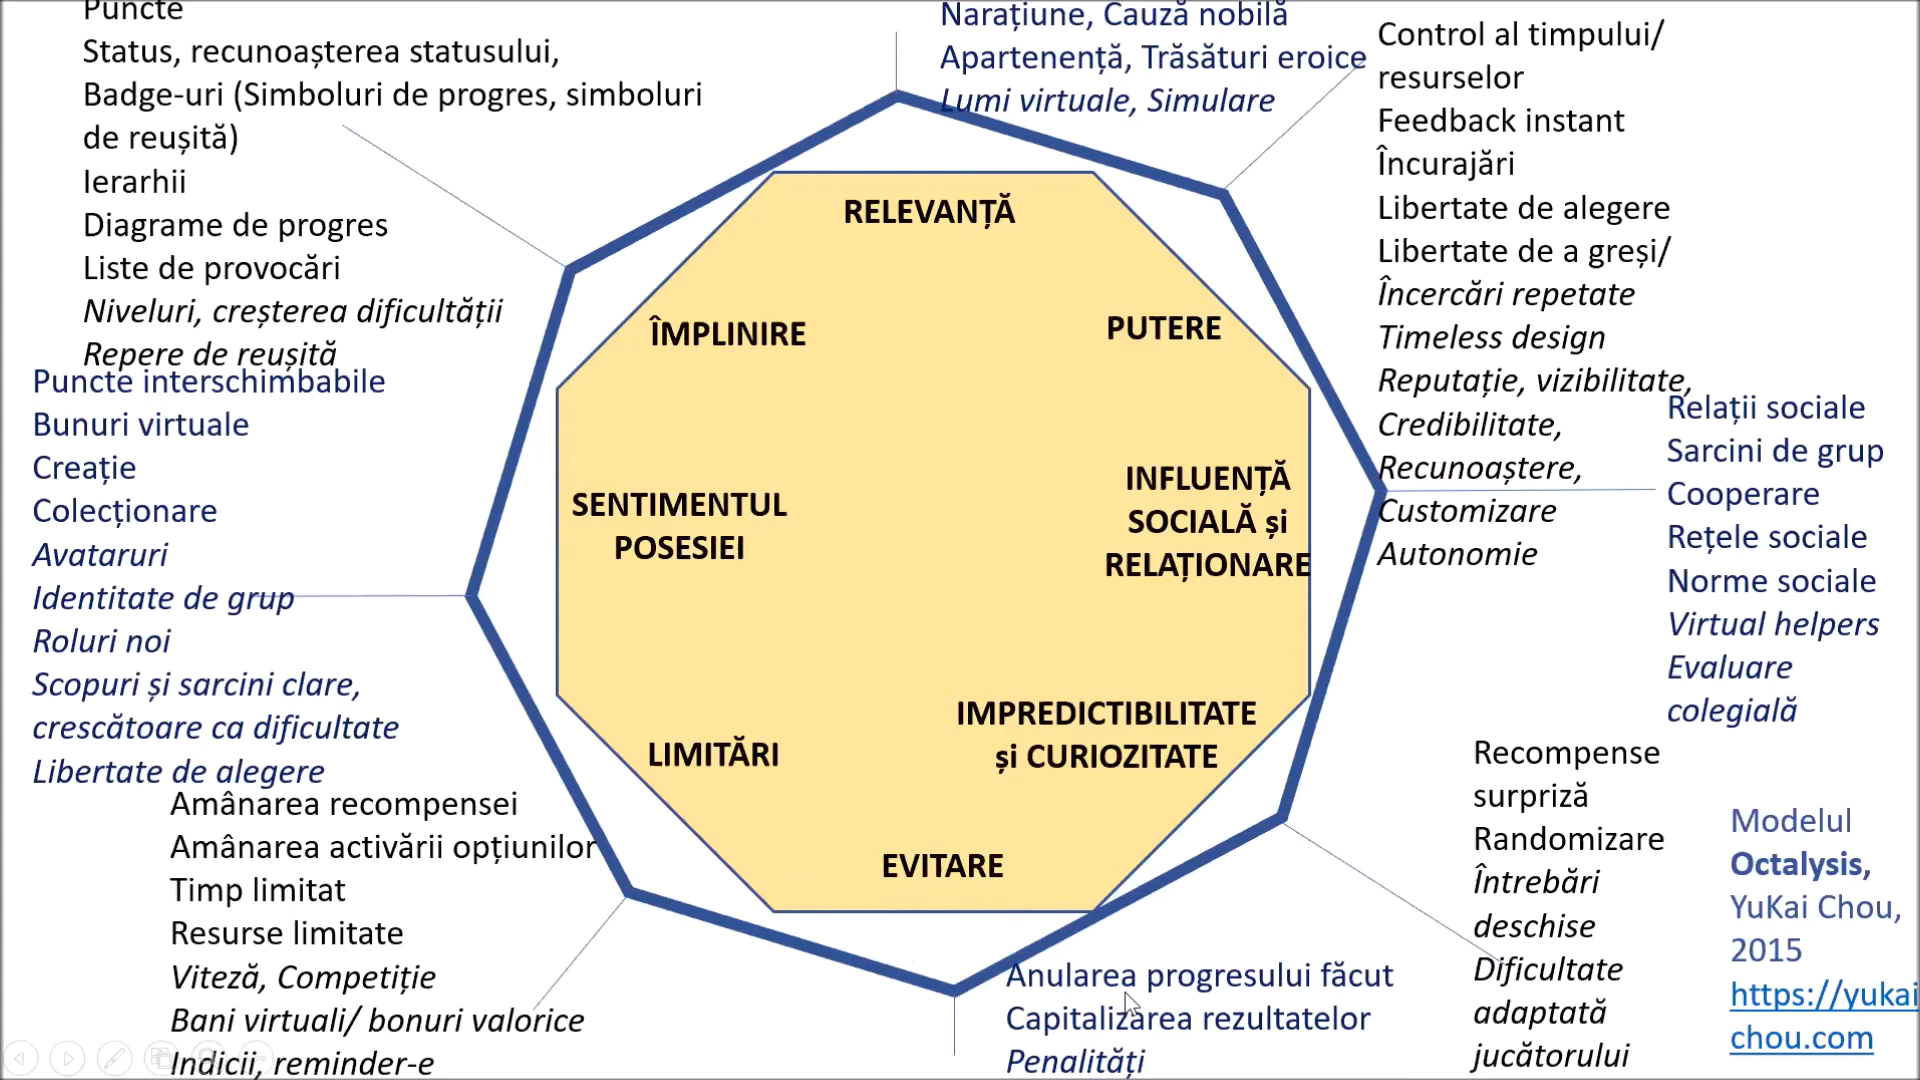 Puncte
Status, recunoașterea statusului,
Badge-uri (Simboluri de progres, simboluri
de reușită)
Ierarhii
Diagrame de progres
Liste de provocări
Niveluri, creșterea dificultății
Repere de reușită
Narațiune, Cauză nobilă
Apartenență, Trăsături eroice
Lumi virtuale, Simulare
Control al timpului/
resurselor
Feedback instant
Încurajări
Libertate de alegere
Libertate de a greși/
Încercări repetate
Timeless design
Reputație, vizibilitate,
Credibilitate,
Recunoaștere,
Customizare
Autonomie
RELEVANȚĂ
ÎMPLINIRE
PUTERE
SENTIMENTUL
POSESIEI
INFLUENȚĂ
SOCIALĂ și
RELAȚIONARE
LIMITĂRI
IMPREDICTIBILITATE
și CURIOZITATE
EVITARE
Puncte interschimbabile
Bunuri virtuale
Creație
Colecționare
Avataruri
Identitate de grup
Roluri noi
Scopuri și sarcini clare,
crescătoare ca dificultate
Libertate de alegere
Relații sociale
Sarcini de grup
Cooperare
Rețele sociale
Norme sociale
Virtual helpers
Evaluare
colegială
Amânarea recompensei
Amânarea activării opțiunilor
Timp limitat
Resurse limitate
Viteză, Competiție
Bani virtuali/ bonuri valorice
Indicii, reminder-e
Anularea progresului făcut
Capitalizarea rezultatelor
Penalități
Recompense
surpriză
Randomizare
Întrebări
deschise
Dificultate
adaptată
jucătorului
Modelul
Octalysis,
YuKai Chou,
2015
https://yukai
chou.com